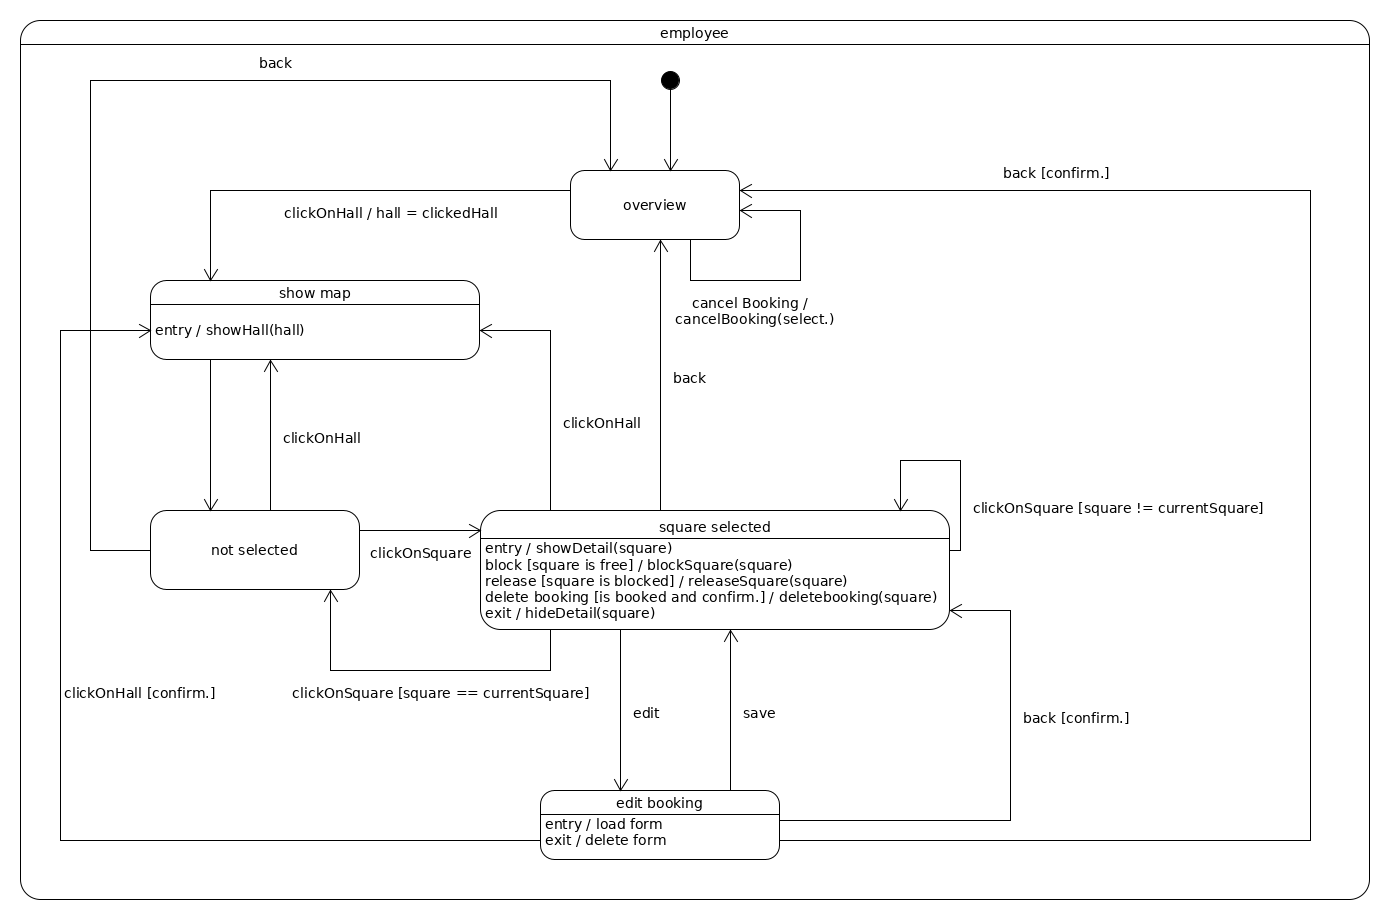 employee
back
back [confirm.]
overview
clickOnHall / hall = clickedHall
show map
cancel Booking /
cancelBooking(select.)
entry / showHall(hall)
back
clickOnHall
clickOnHall
clickOnSquare [square != currentSquare]
square selected
not selected
clickOnSquare
entry / showDetail(square)
block [square is free] / blockSquare(square)
release [square is blocked] / releaseSquare(square)
delete booking [is booked and confirm.] / deletebooking(square)
exit / hideDetail(square)
clickOnHall [confirm.]
clickOnSquare [square == currentSquare]
edit
save
back [confirm.]
edit booking
entry / load form
exit / delete form